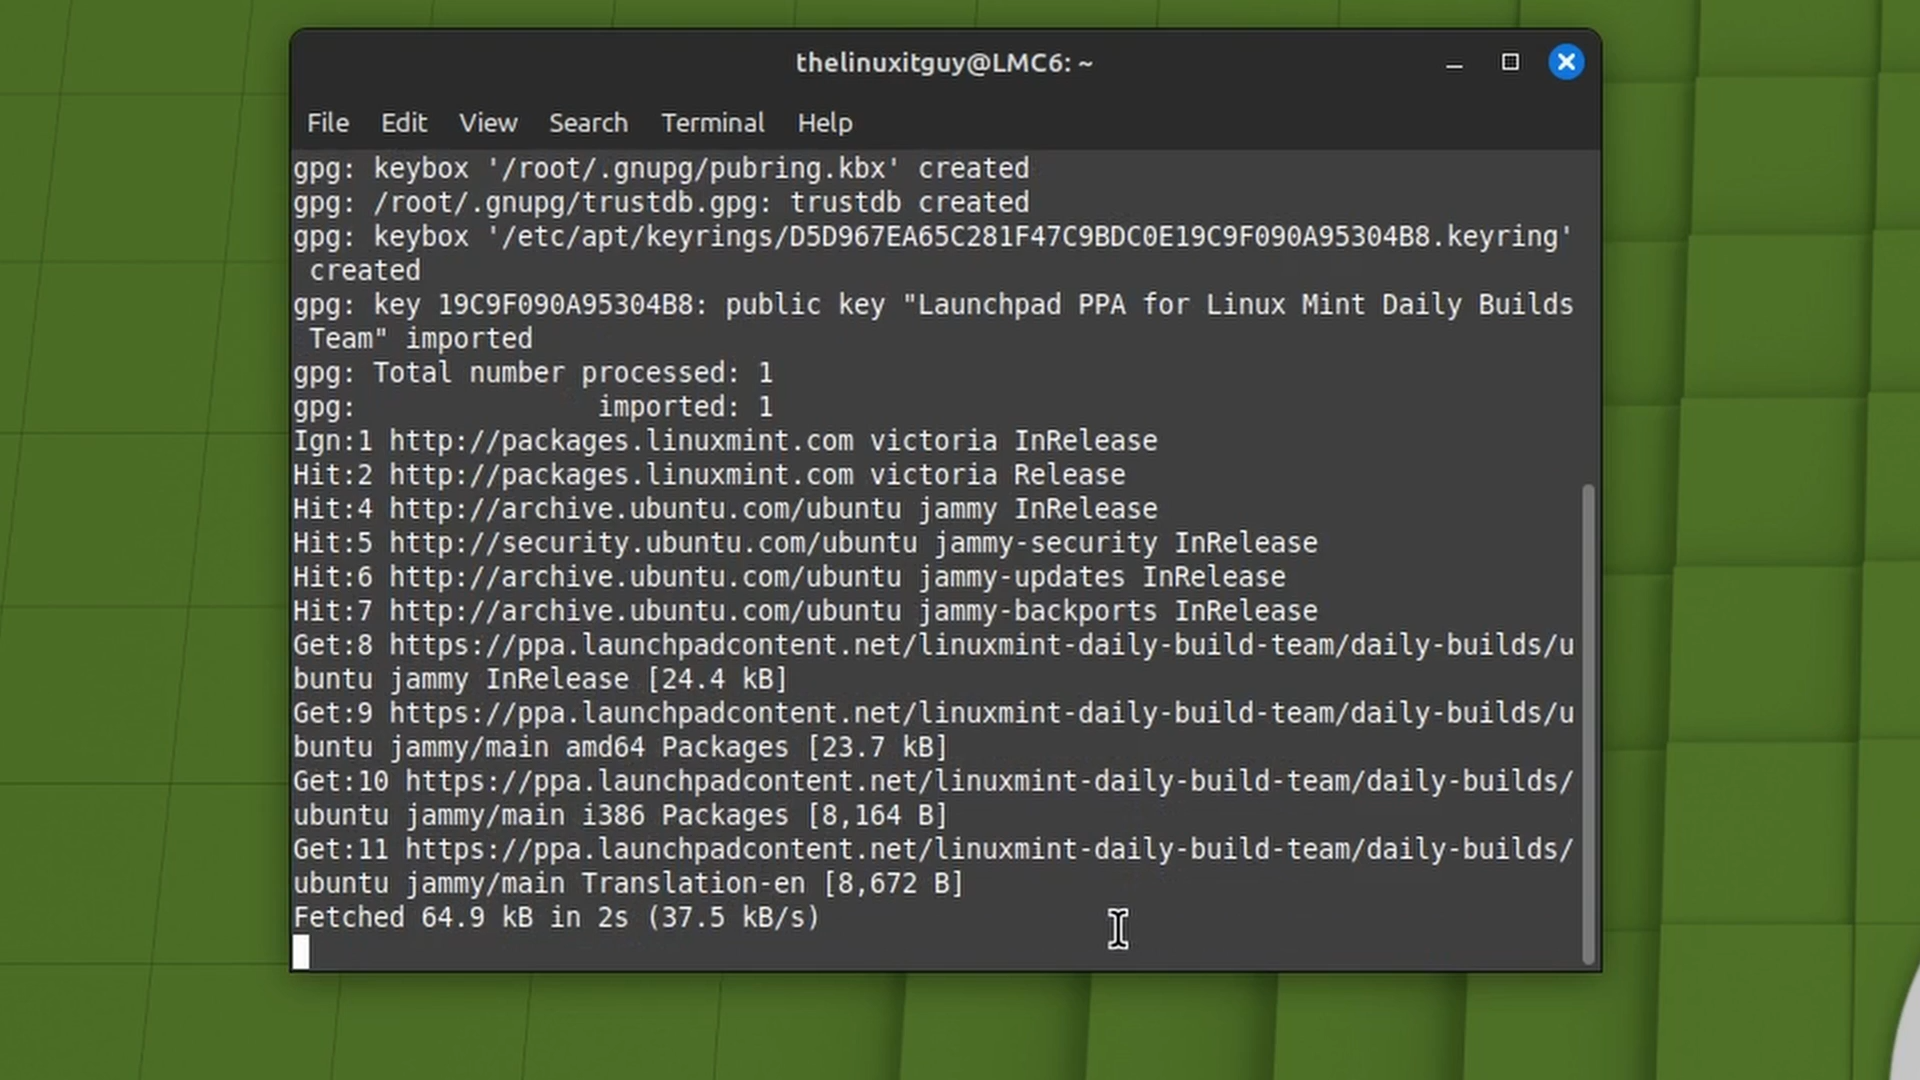 thelinuxitguy@LMC6: ~
File Edit View Search Terminal Help
gpg: keybox '/root/.gnupg/pubring.kbx' created
gpg: /root/.gnupg/trustdb.gpg: trustdb created
gpg: keybox '/etc/apt/keyrings/D5D967EA65C281F47C9BDC0E19C9F090A95304B8.keyring'
 created
gpg: key 19C9F090A95304B8: public key "Launchpad PPA for Linux Mint Daily Builds
 Team" imported
gpg: Total number processed: 1
gpg:               imported: 1
Ign:1 http://packages.linuxmint.com victoria InRelease
Hit:2 http://packages.linuxmint.com victoria Release
Hit:4 http://archive.ubuntu.com/ubuntu jammy InRelease
Hit:5 http://security.ubuntu.com/ubuntu jammy-security InRelease
Hit:6 http://archive.ubuntu.com/ubuntu jammy-updates InRelease
Hit:7 http://archive.ubuntu.com/ubuntu jammy-backports InRelease
Get:8 https://ppa.launchpadcontent.net/linuxmint-daily-build-team/daily-builds/u
buntu jammy InRelease [24.4 kB]
Get:9 https://ppa.launchpadcontent.net/linuxmint-daily-build-team/daily-builds/u
buntu jammy/main amd64 Packages [23.7 kB]
Get:10 https://ppa.launchpadcontent.net/linuxmint-daily-build-team/daily-builds/
ubuntu jammy/main i386 Packages [8,164 B]
Get:11 https://ppa.launchpadcontent.net/linuxmint-daily-build-team/daily-builds/
ubuntu jammy/main Translation-en [8,672 B]
Fetched 64.9 kB in 2s (37.5 kB/s)